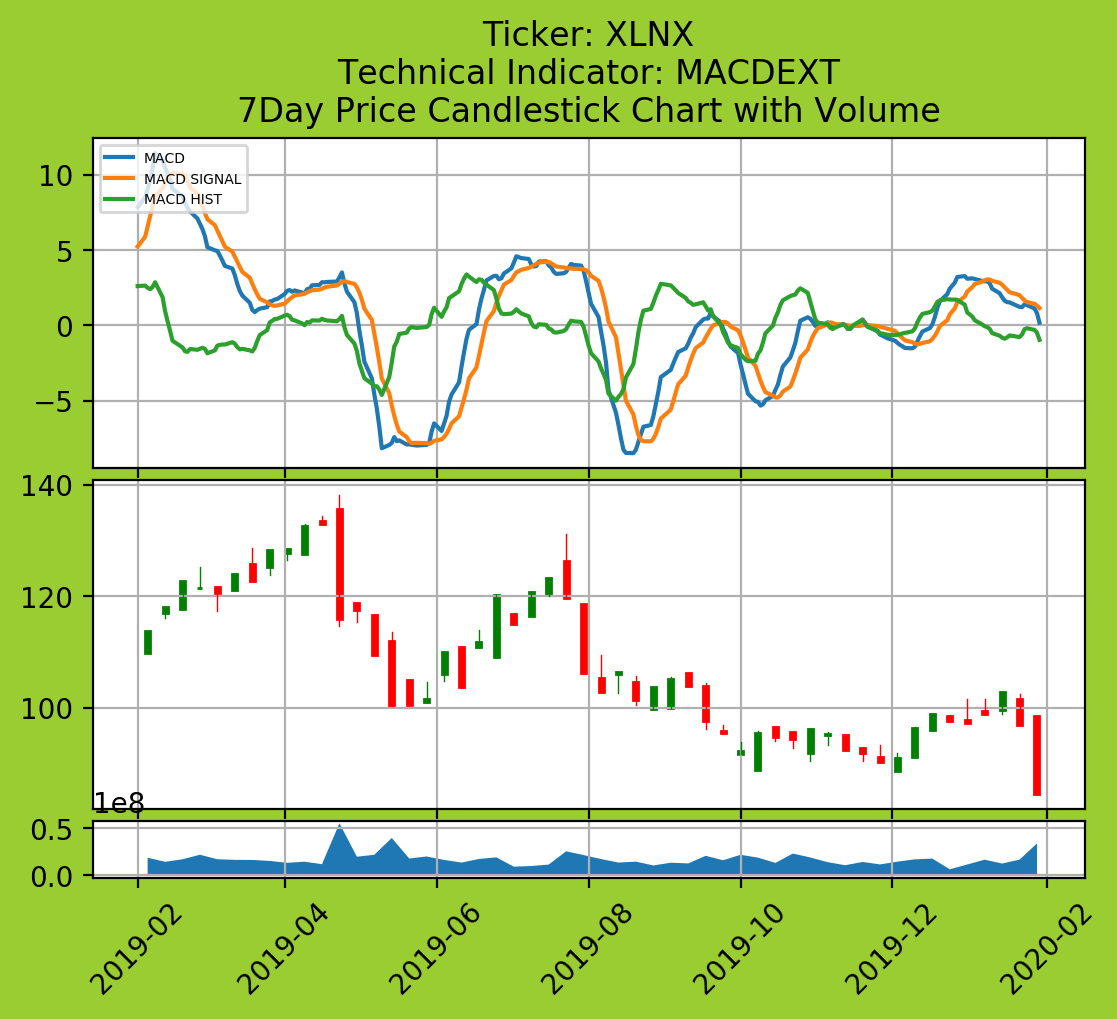 Ticker: XLNX
Technical Indicator: MACDEXT
7Day Price Candlestick Chart with Volume
MACD
MACD SIGNAL
MACD HIST
10
5
0
−5
140
120
100
1e8
0.5
0.0
2019-02
2019-04
2019-06
2019-08
2019-10
2019-12
2020-02